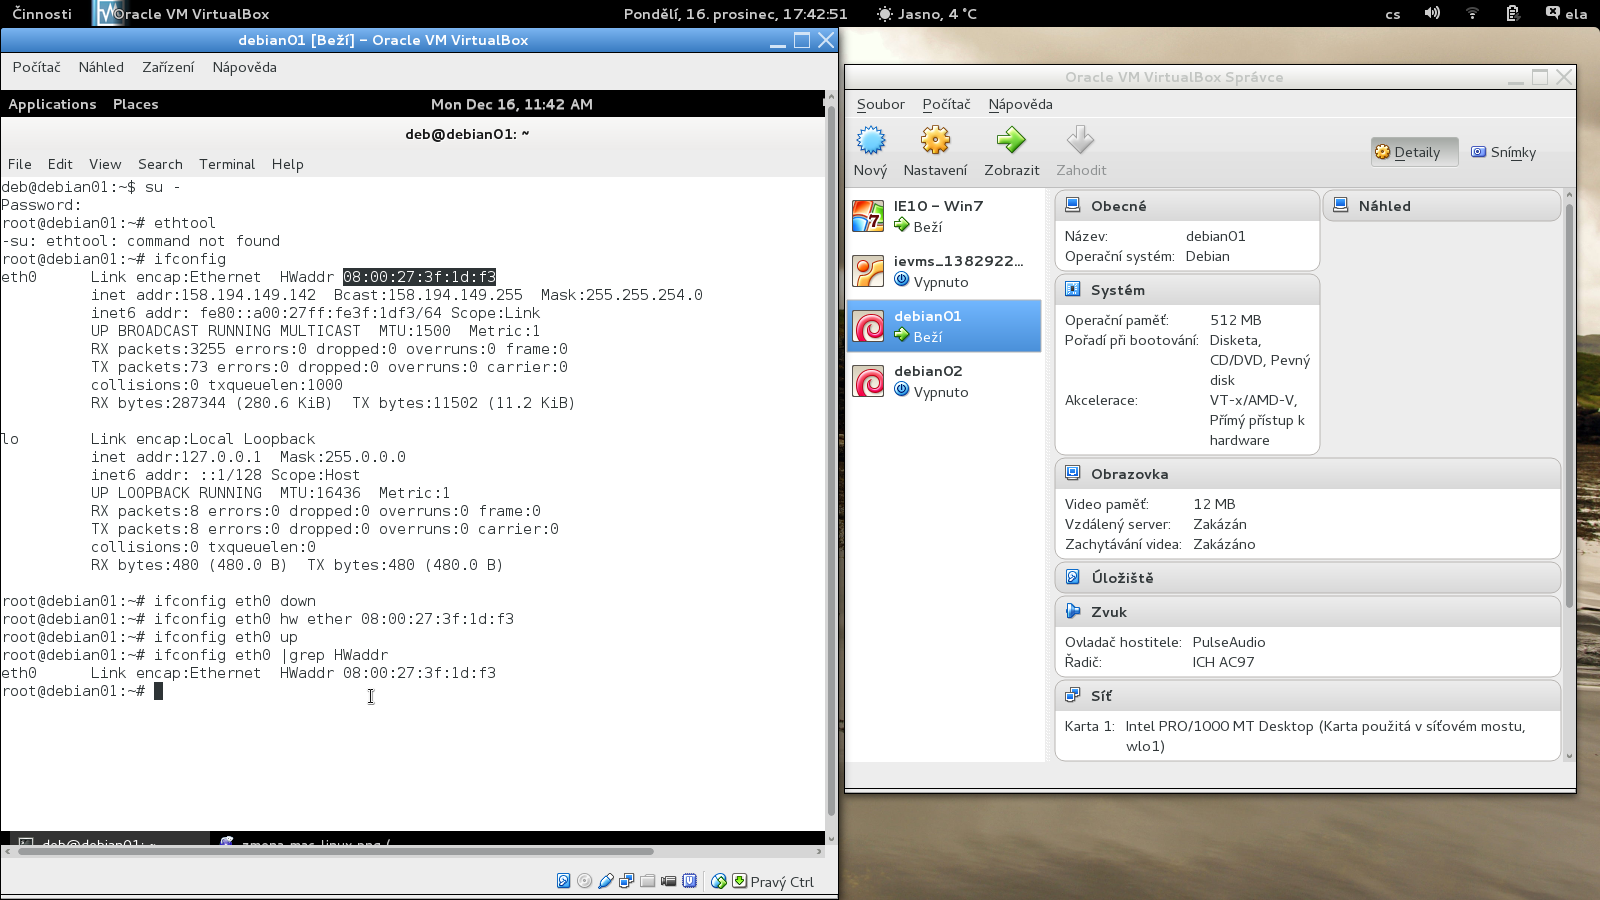 Činnosti
Oracle VM VirtualBox
Pondělí, 16. prosinec, 17:42:51
Jasno, 4 °C
cs
ela
debian01 [Beží] – Oracle VM VirtualBox
Počítač Náhled Zařízení Nápověda
Applications Places
Mon Dec 16, 11:42 AM
deb@debian01: ~
File Edit View Search Terminal Help
deb@debian01:~$ su -
Password:
root@debian01:~# ethtool
-su: ethtool: command not found
root@debian01:~# ifconfig
eth0      Link encap:Ethernet  HWaddr 08:00:27:3f:1d:f3
          inet addr:158.194.149.142  Bcast:158.194.149.255  Mask:255.255.254.0
          inet6 addr: fe80::a00:27ff:fe3f:1df3/64 Scope:Link
          UP BROADCAST RUNNING MULTICAST  MTU:1500  Metric:1
          RX packets:3255 errors:0 dropped:0 overruns:0 frame:0
          TX packets:73 errors:0 dropped:0 overruns:0 carrier:0
          collisions:0 txqueuelen:1000
          RX bytes:287344 (280.6 KiB)  TX bytes:11502 (11.2 KiB)
lo        Link encap:Local Loopback
          inet addr:127.0.0.1  Mask:255.0.0.0
          inet6 addr: ::1/128 Scope:Host
          UP LOOPBACK RUNNING  MTU:16436  Metric:1
          RX packets:8 errors:0 dropped:0 overruns:0 frame:0
          TX packets:8 errors:0 dropped:0 overruns:0 carrier:0
          collisions:0 txqueuelen:0
          RX bytes:480 (480.0 B)  TX bytes:480 (480.0 B)
root@debian01:~# ifconfig eth0 down
root@debian01:~# ifconfig eth0 hw ether 08:00:27:3f:1d:f3
root@debian01:~# ifconfig eth0 up
root@debian01:~# ifconfig eth0 |grep HWaddr
eth0      Link encap:Ethernet  HWaddr 08:00:27:3f:1d:f3
root@debian01:~#
deb@debian01: ~
zmena-mac-linux.png (
Pravý Ctrl
Oracle VM VirtualBox Správce
Soubor Počítač Nápověda
Nový Nastavení Zobrazit Zahodit
Detaily Snímky
IE10 – Win7
Beží
ievms_1382922...
Vypnuto
debian01
Beží
debian02
Vypnuto
Obecné
Název: debian01
Operační systém: Debian
Náhled
Systém
Operační paměť: 512 MB
Pořadí při bootování: Disketa,
CD/DVD, Pevný
disk
Akcelerace: VT-x/AMD-V,
Přímý přístup k
hardware
Obrazovka
Video paměť: 12 MB
Vzdálený server: Zakázán
Zachytávání videa: Zakázáno
Úložiště
Zvuk
Ovladač hostitele: PulseAudio
Řadič: ICH AC97
Síť
Karta 1: Intel PRO/1000 MT Desktop (Karta použitá v síťovém mostu,
wlo1)